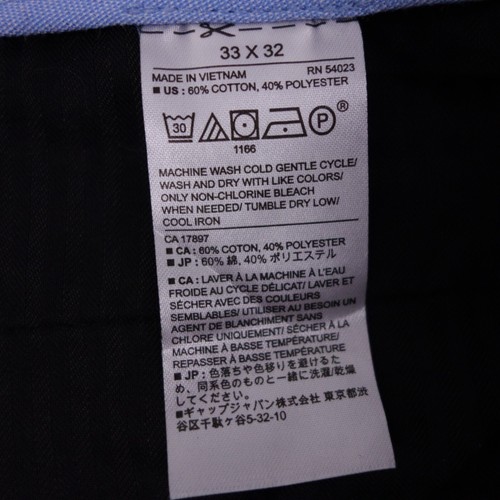 33 X 32
MADE IN VIETNAM RN 54023
■ US : 60% COTTON, 40% POLYESTER
30 P ®
1166
MACHINE WASH COLD GENTLE CYCLE/
WASH AND DRY WITH LIKE COLORS/
ONLY NON-CHLORINE BLEACH
WHEN NEEDED/ TUMBLE DRY LOW/
COOL IRON
CA 17897
■ CA : 60% COTTON, 40% POLYESTER
■ JP : 60% 綿, 40% ポリエステル
■ CA : LAVER À LA MACHINE À L'EAU
FROIDE AU CYCLE DÉLICAT/ LAVER ET
SÉCHER AVEC DES COULEURS
SEMBLABLES/ UTILISER AU BESOIN UN
AGENT DE BLANCHIMENT SANS
CHLORE UNIQUEMENT/ SÉCHER À LA
MACHINE À BASSE TEMPÉRATURE/
REPASSER À BASSE TEMPÉRATURE
■ JP : 色落ちや色移りを避けるた
め、同系色のものと一緒に洗濯/乾燥
してください。
■ ギャップジャパン㈱ 東京都渋
谷区千駄ヶ谷5-32-10